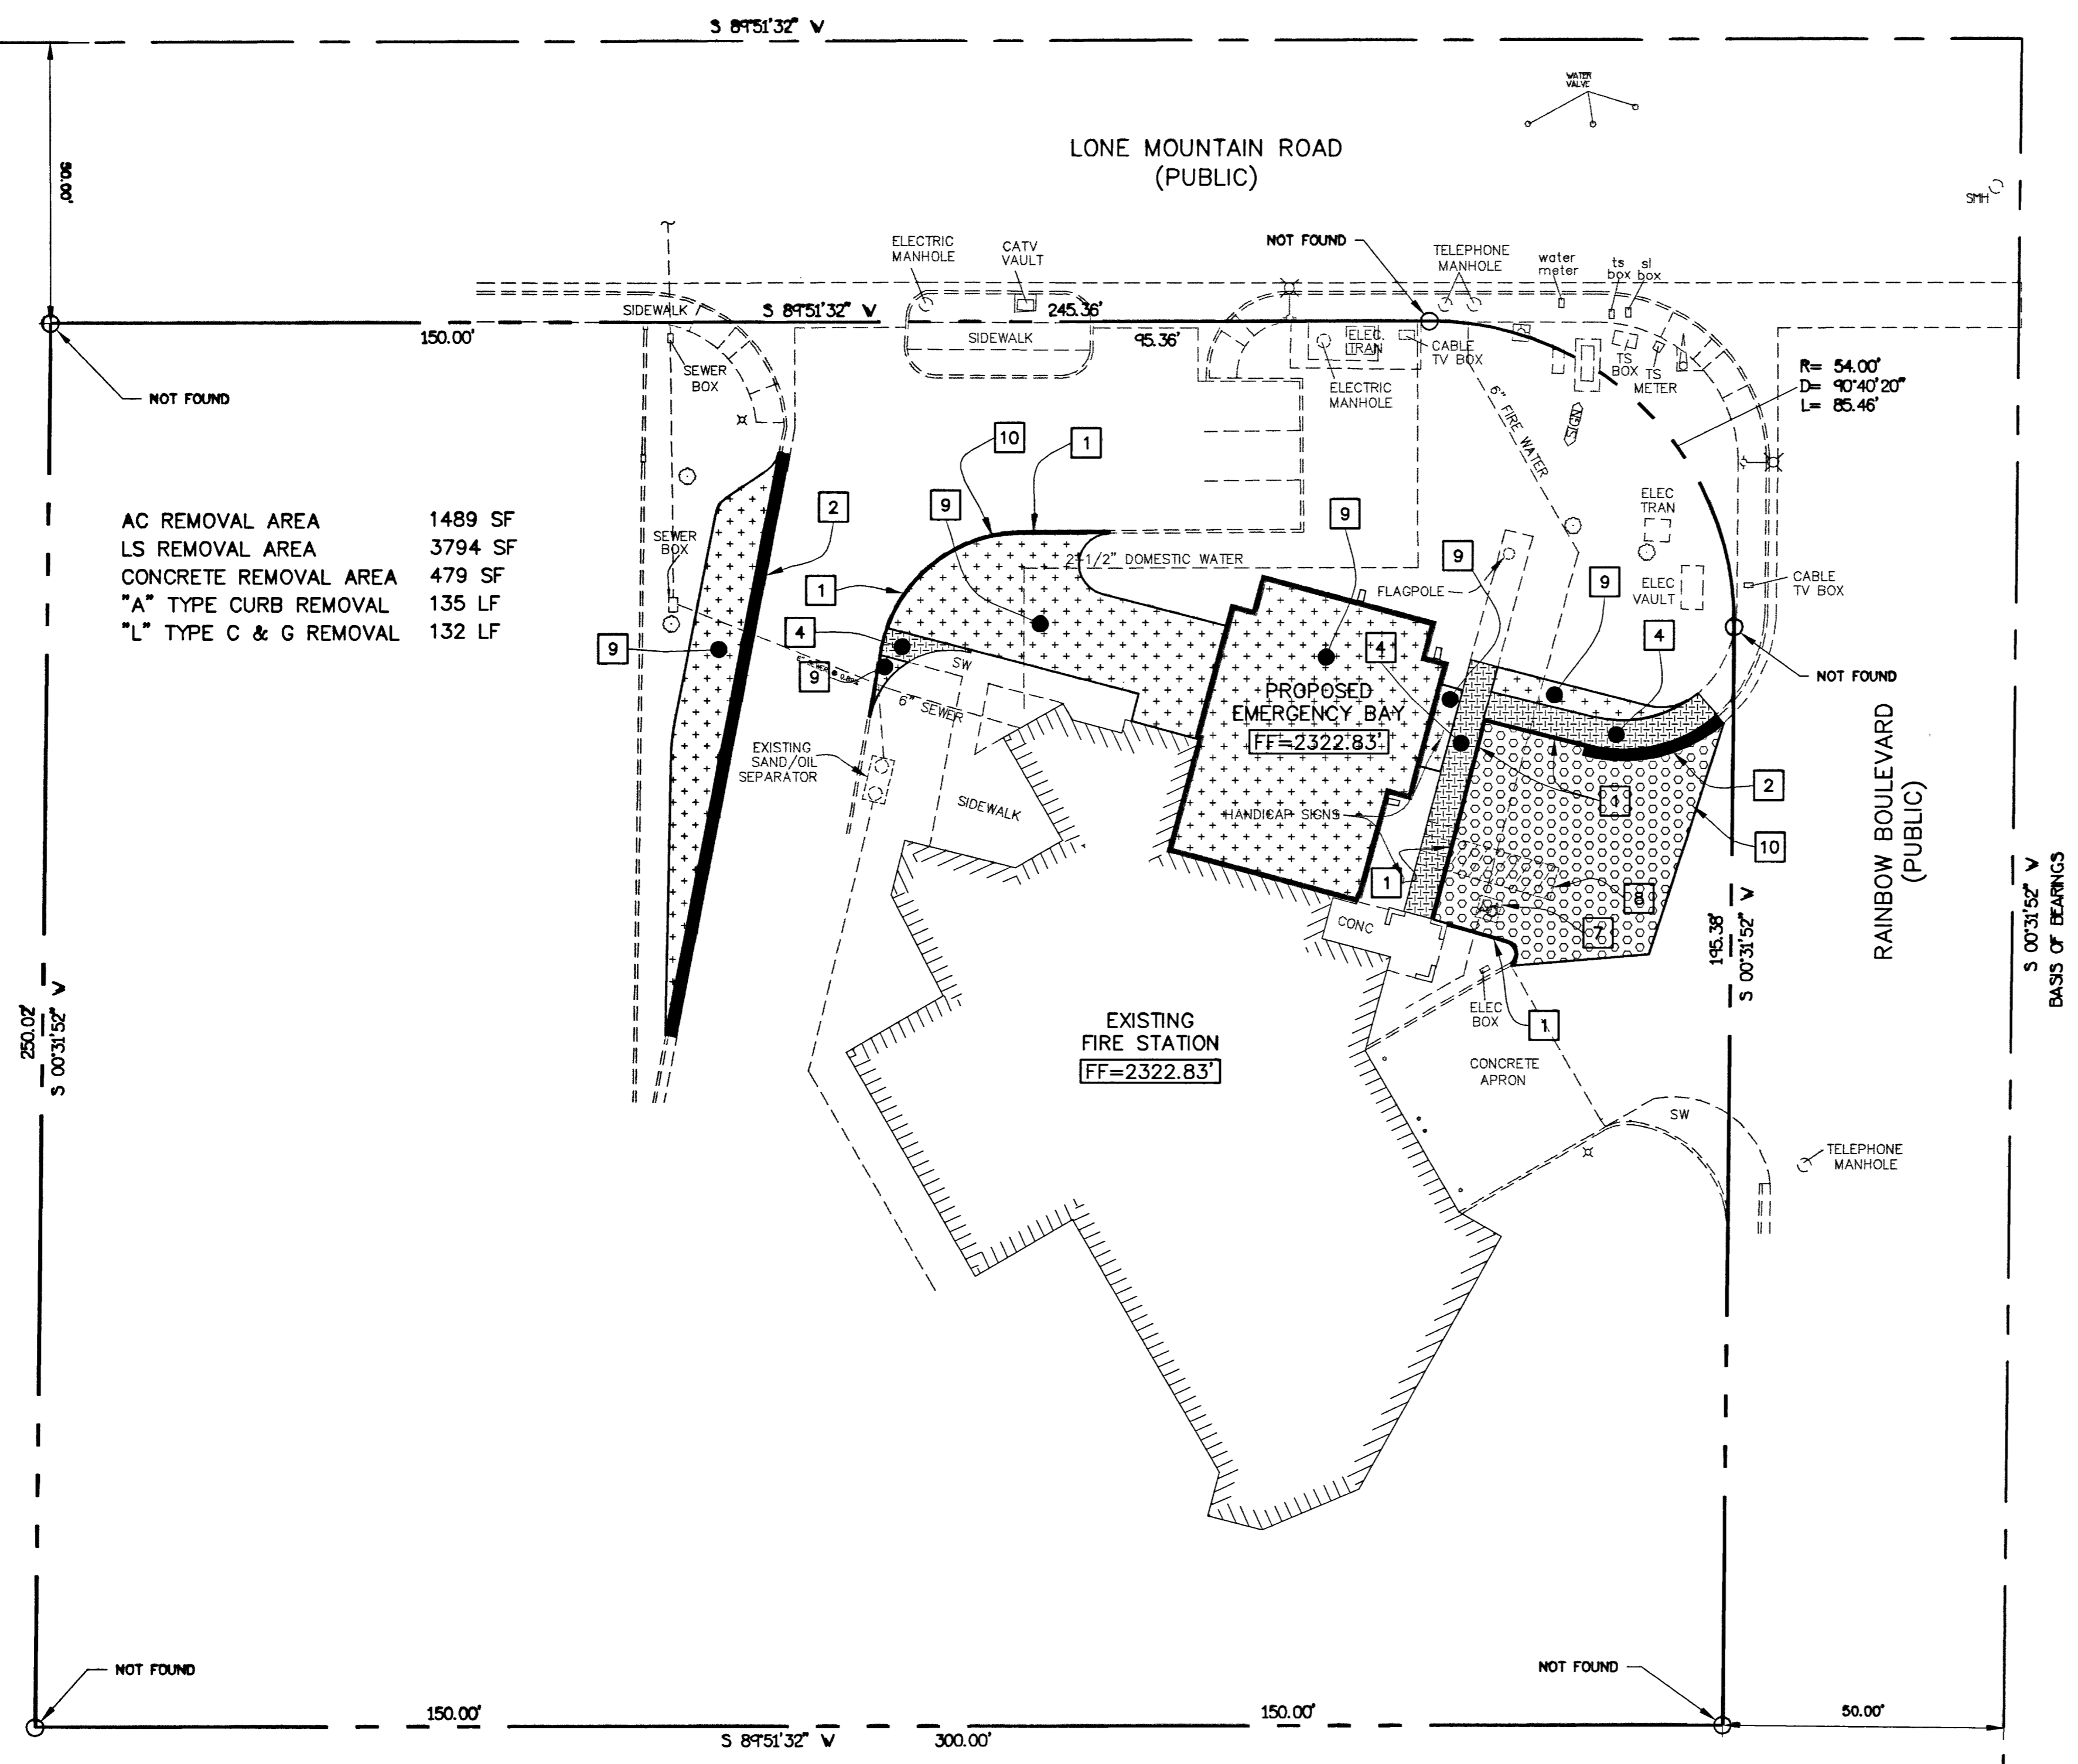 S 89°51'32" W
WATER
VALVE
LONE MOUNTAIN ROAD
(PUBLIC)
50.00'
SMH
ELECTRIC
MANHOLE
CATV
VAULT
NOT FOUND
TELEPHONE
MANHOLE
water
meter
ts
box
sl
box
SIDEWALK
S 89°51'32" W
245.36'
150.00'
SIDEWALK
95.36'
ELEC.
TRAN
CABLE
TV BOX
TS
BOX
TS
METER
R= 54.00'
D= 90°40'20"
L= 85.46'
SEWER
BOX
ELECTRIC
MANHOLE
NOT FOUND
6" FIRE WATER
SIGN
10
1
AC REMOVAL AREA 1489 SF
LS REMOVAL AREA 3794 SF
CONCRETE REMOVAL AREA 479 SF
"A" TYPE CURB REMOVAL 135 LF
"L" TYPE C & G REMOVAL 132 LF
2
9
9
ELEC
TRAN
SEWER
BOX
2-1/2" DOMESTIC WATER
9
9
FLAGPOLE
ELEC
VAULT
CABLE
TV BOX
1
4
9
4
4
SW
9
6" SEWER
NOT FOUND
PROPOSED
EMERGENCY BAY
FF=2322.83'
EXISTING
SAND/OIL
SEPARATOR
SIDEWALK
HANDICAP SIGNS
1
2
10
1
8
7
CONC
RAINBOW BOULEVARD
(PUBLIC)
195.38'
S 00°31'52" W
S 00°31'52" W
BASIS OF BEARINGS
250.02'
S 00°31'52" W
EXISTING
FIRE STATION
FF=2322.83'
ELEC
BOX
1
CONCRETE
APRON
SW
TELEPHONE
MANHOLE
NOT FOUND
NOT FOUND
150.00'
150.00'
50.00'
S 89°51'32" W
300.00'